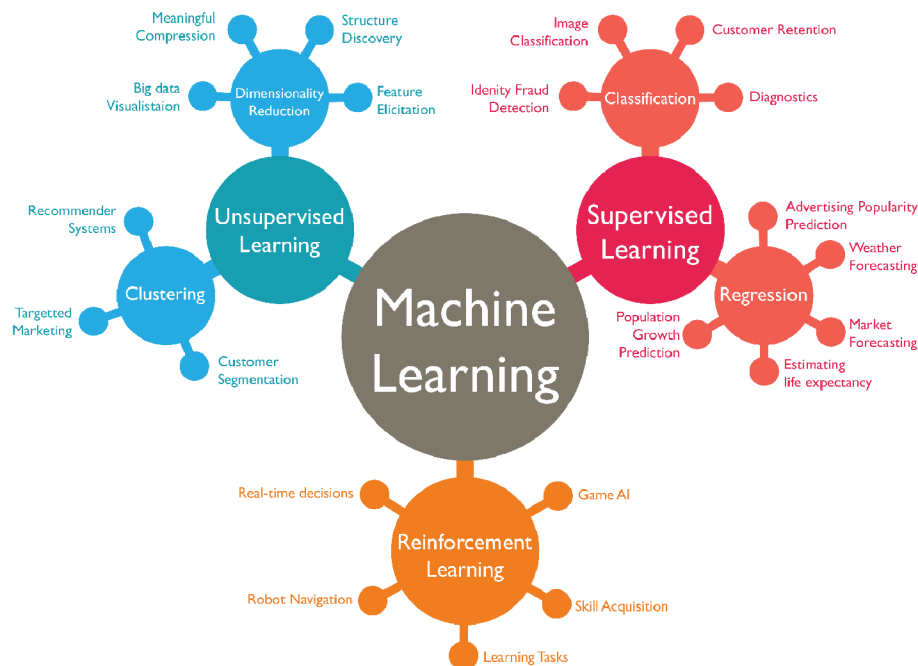 Meaningful
Compression
Structure
Discovery
Big data
Visualistaion
Dimensionality
Reduction
Feature
Elicitation
Image
Classification
Customer Retention
Idenity Fraud
Detection
Classification
Diagnostics
Unsupervised
Learning
Supervised
Learning
Recommender
Systems
Clustering
Targetted
Marketing
Customer
Segmentation
Machine
Learning
Advertising Popularity
Prediction
Weather
Forecasting
Regression
Population
Growth
Prediction
Market
Forecasting
Estimating
life expectancy
Real-time decisions
Game AI
Reinforcement
Learning
Robot Navigation
Skill Acquisition
Learning Tasks